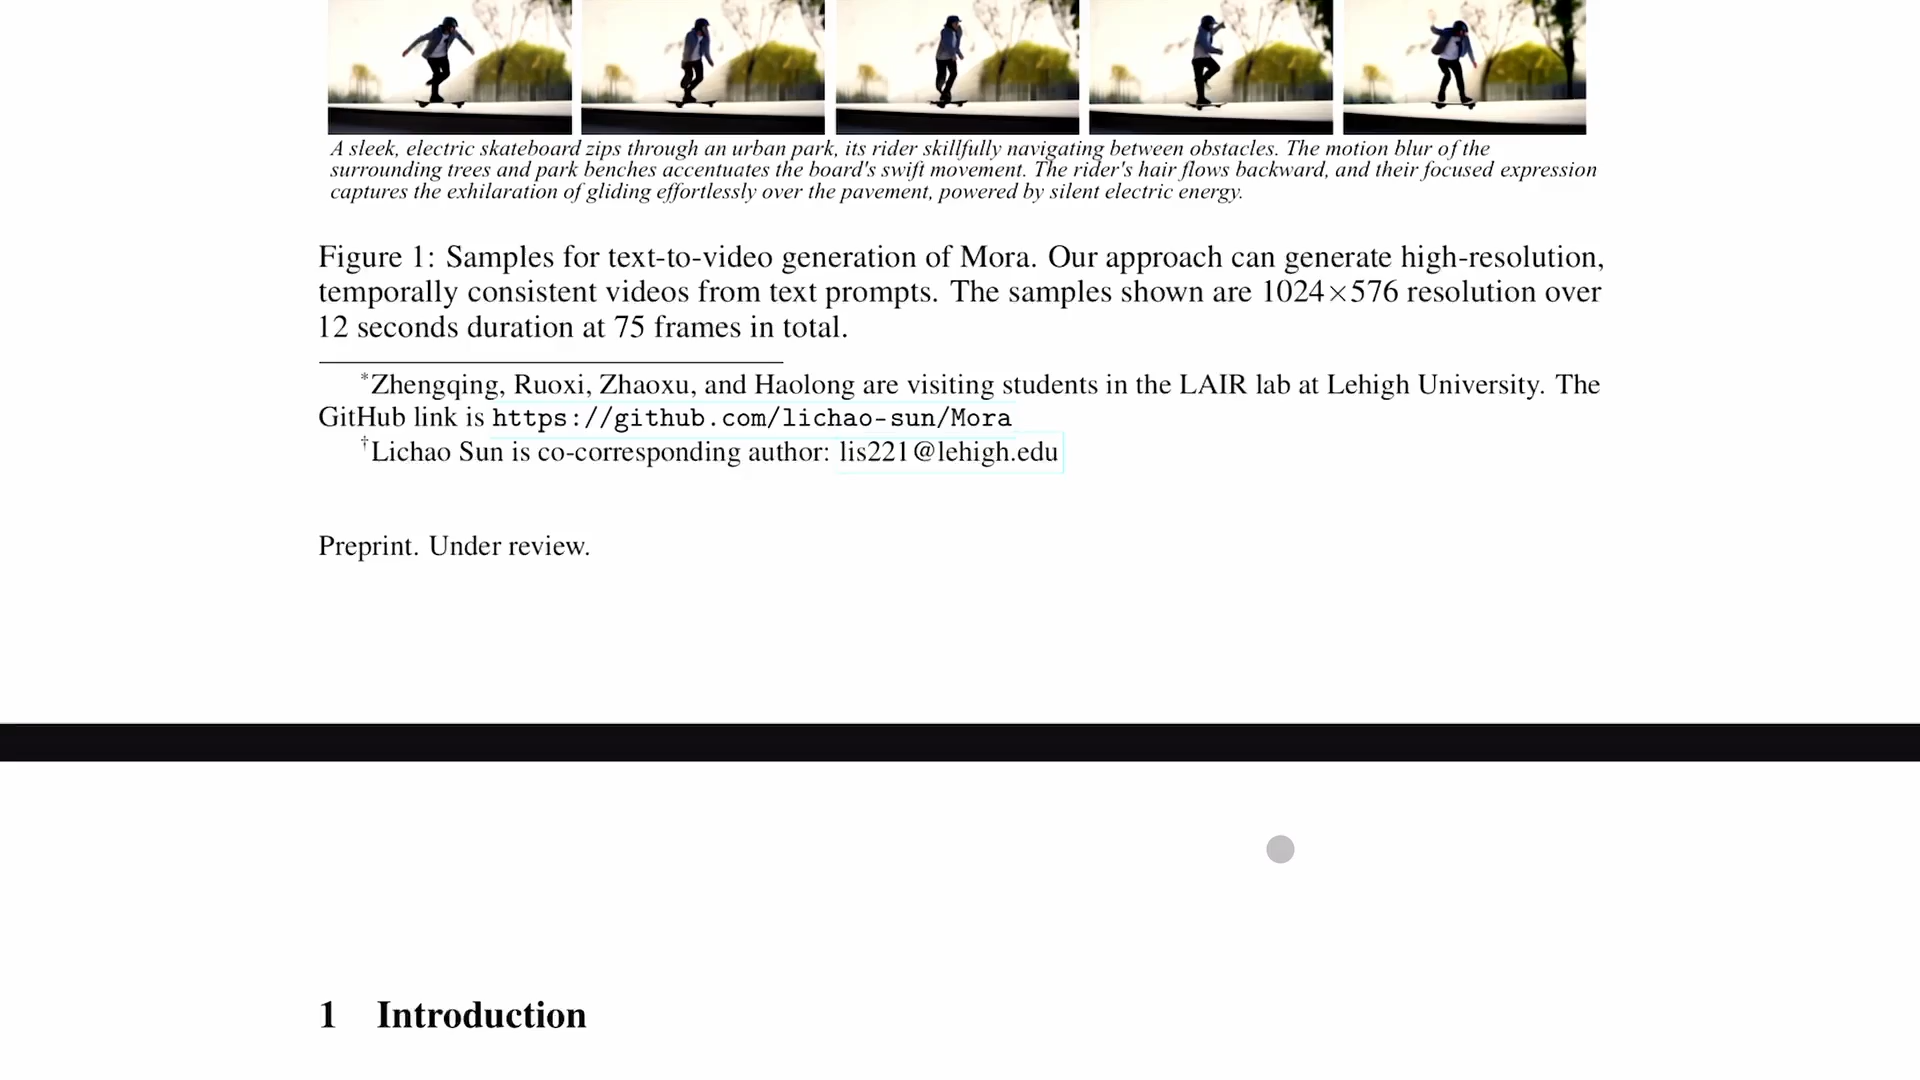 A sleek, electric skateboard zips through an urban park, its rider skillfully navigating between obstacles. The motion blur of the
surrounding trees and park benches accentuates the board's swift movement. The rider's hair flows backward, and their focused expression
captures the exhilaration of gliding effortlessly over the pavement, powered by silent electric energy.
Figure 1: Samples for text-to-video generation of Mora. Our approach can generate high-resolution,
temporally consistent videos from text prompts. The samples shown are 1024×576 resolution over
12 seconds duration at 75 frames in total.
*Zhengqing, Ruoxi, Zhaoxu, and Haolong are visiting students in the LAIR lab at Lehigh University. The
GitHub link is https://github.com/lichao-sun/Mora
†Lichao Sun is co-corresponding author: lis221@lehigh.edu
Preprint. Under review.
1 Introduction